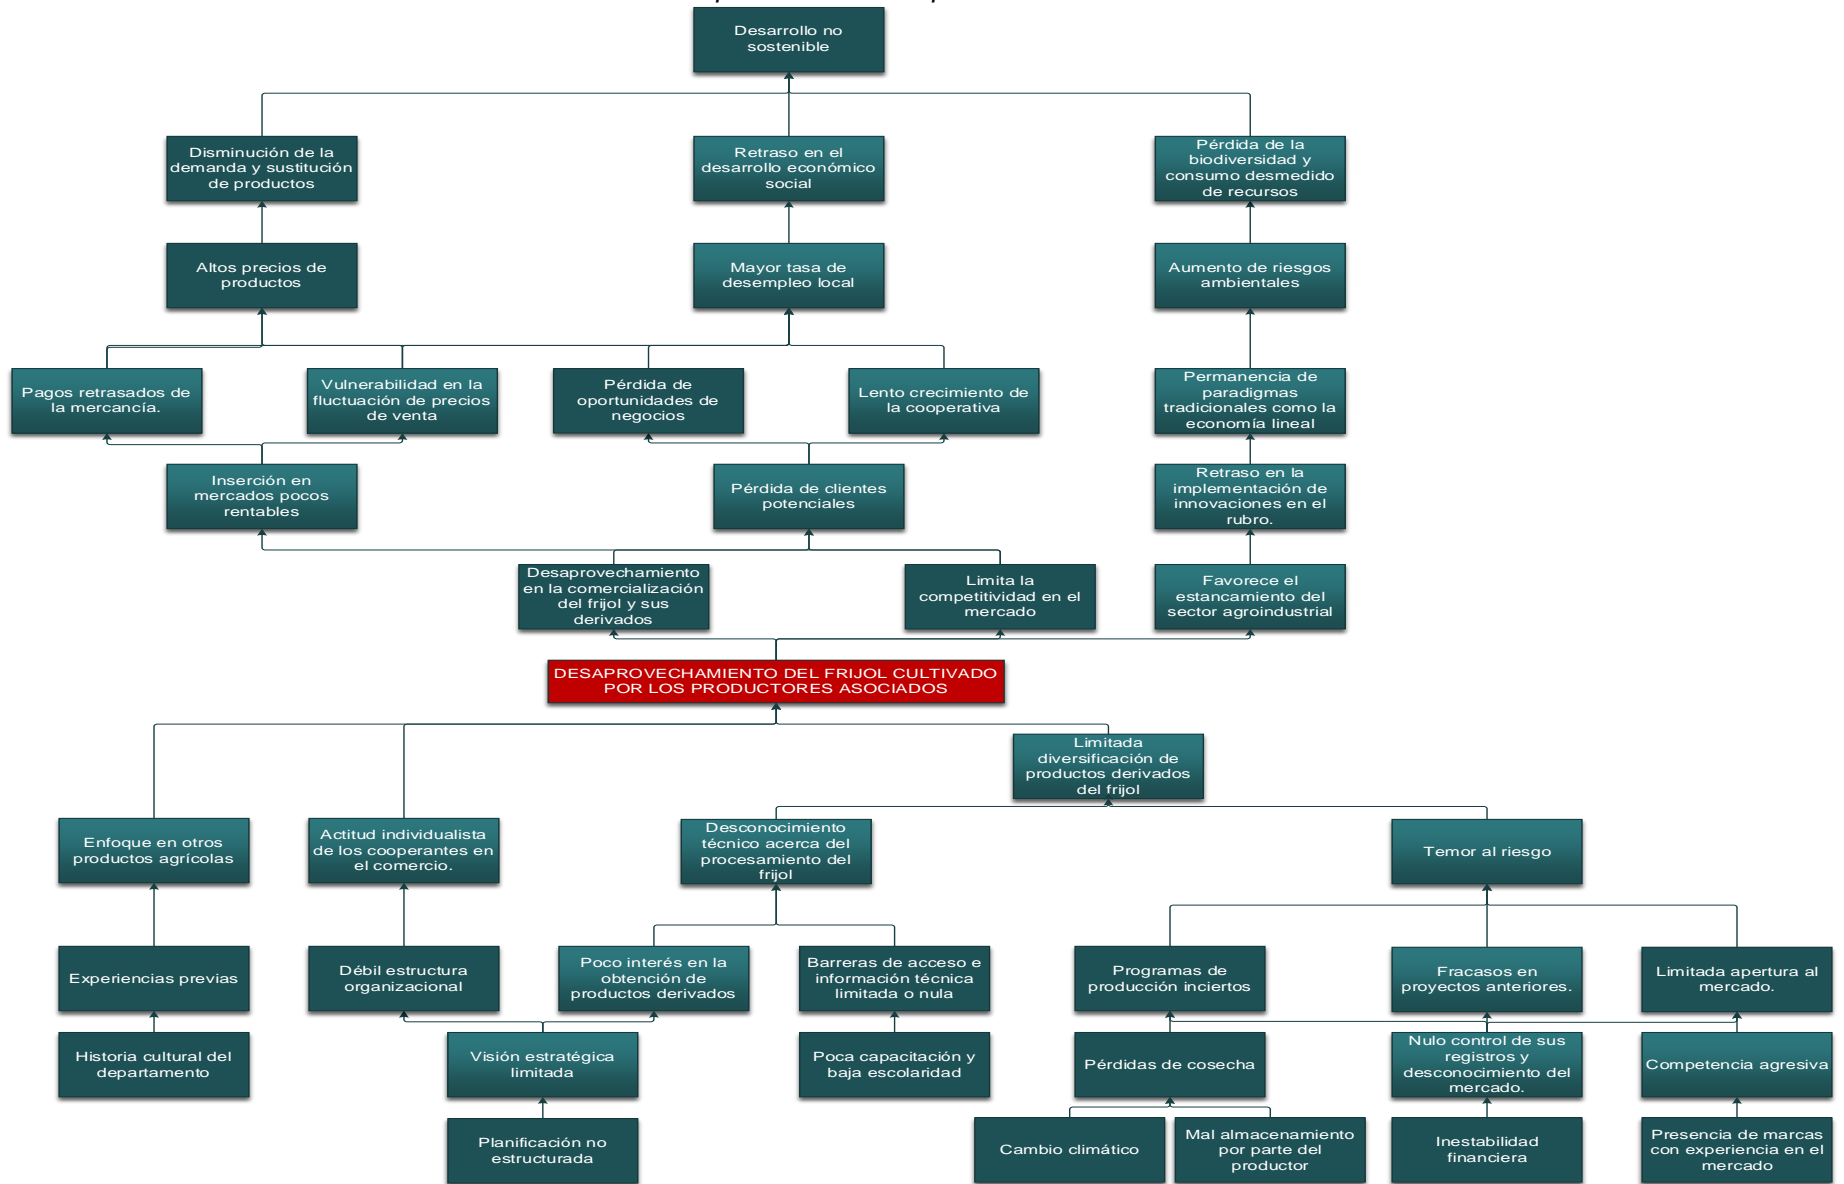 Desarrollo no
sostenible
Disminución de la
demanda y sustitución
de productos
Retraso en el
desarrollo económico
social
Pérdida de la
biodiversidad y
consumo desmedido
de recursos
Altos precios de
productos
Mayor tasa de
desempleo local
Aumento de riesgos
ambientales
Pagos retrasados de
la mercancía.
Vulnerabilidad en la
fluctuación de precios
de venta
Pérdida de
oportunidades de
negocios
Lento crecimiento de
la cooperativa
Permanencia de
paradigmas
tradicionales como la
economía lineal
Inserción en
mercados pocos
rentables
Pérdida de clientes
potenciales
Retraso en la
implementación de
innovaciones en el
rubro.
Desaprovechamiento
en la comercialización
del frijol y sus
derivados
Limita la
competitividad en el
mercado
Favorece el
estancamiento del
sector agroindustrial
DESAPROVECHAMIENTO DEL FRIJOL CULTIVADO
POR LOS PRODUCTORES ASOCIADOS
Limitada
diversificación de
productos derivados
del frijol
Enfoque en otros
productos agrícolas
Actitud individualista
de los cooperantes en
el comercio.
Desconocimiento
técnico acerca del
procesamiento del
frijol
Temor al riesgo
Experiencias previas
Débil estructura
organizacional
Poco interés en la
obtención de
productos derivados
Barreras de acceso e
información técnica
limitada o nula
Programas de
producción inciertos
Fracasos en
proyectos anteriores.
Limitada apertura al
mercado.
Historia cultural del
departamento
Visión estratégica
limitada
Poca capacitación y
baja escolaridad
Pérdidas de cosecha
Nulo control de sus
registros y
desconocimiento del
mercado.
Competencia agresiva
Planificación no
estructurada
Cambio climático
Mal almacenamiento
por parte del
productor
Inestabilidad
financiera
Presencia de marcas
con experiencia en el
mercado